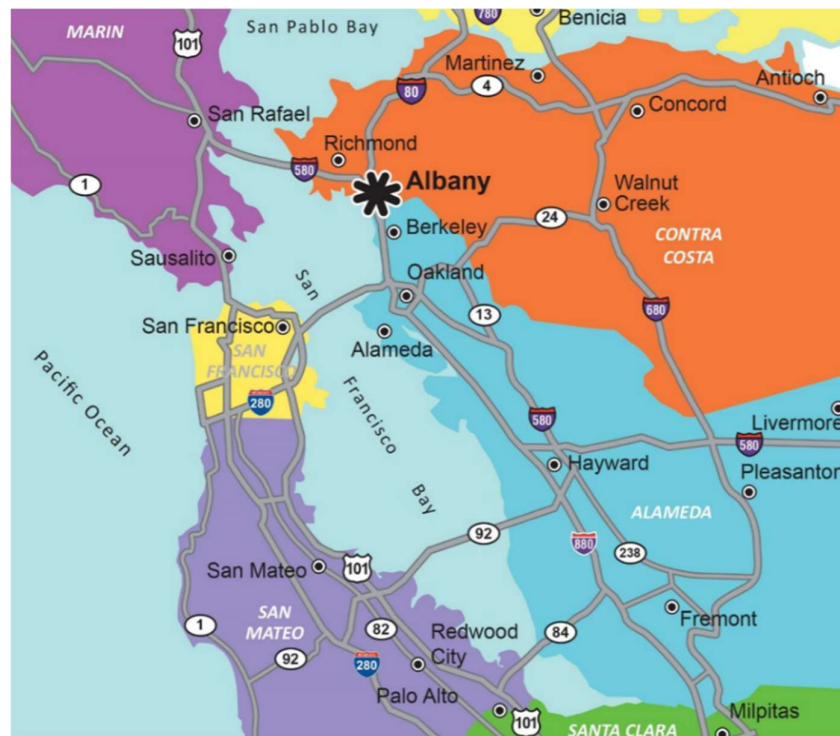 MARIN
101
San Pablo Bay
780
Benicia
Martinez
4
80
Antioch
Concord
San Rafael
Richmond
580
1
Albany
Walnut
Creek
24
Berkeley
CONTRA
COSTA
Sausalito
San
Oakland
13
680
San Francisco
SAN
FRANCISCO
Alameda
Pacific Ocean
Francisco
280
580
Livermore
580
Hayward
Pleasanton
Bay
ALAMEDA
92
880
238
San Mateo
101
1
SAN
MATEO
82
Redwood
City
84
Fremont
92
280
Palo Alto
101
Milpitas
SANTA CLARA